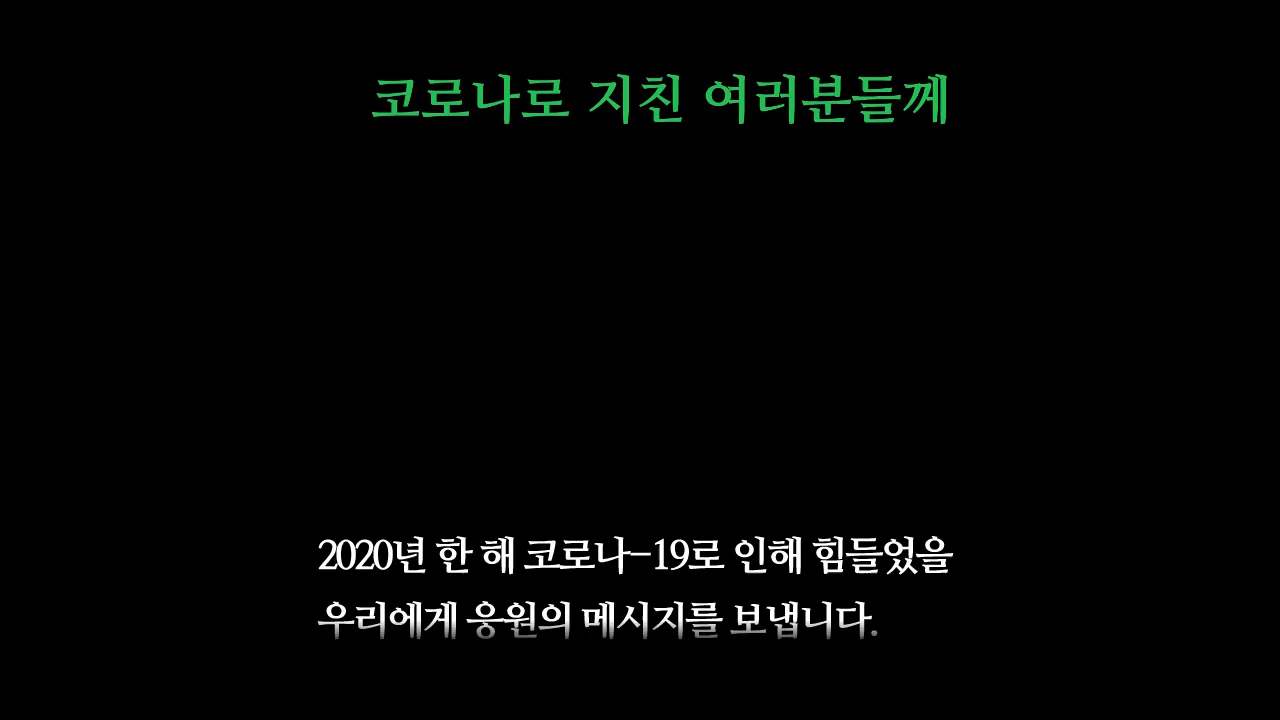 코로나로 지친 여러분들께
2020년 한 해 코로나-19로 인해 힘들었을
우리에게 응원의 메시지를 보냅니다.